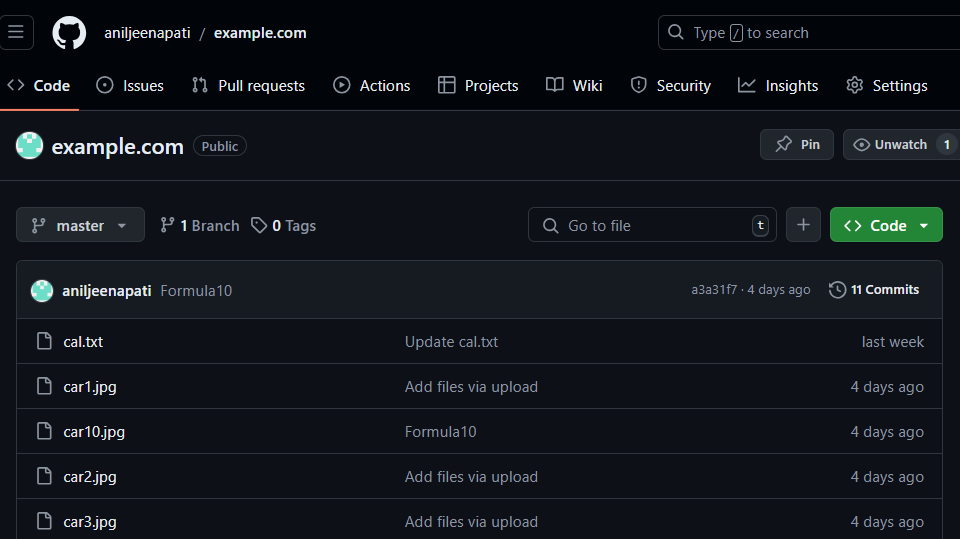 aniljeenapati / example.com
Type / to search
Code Issues Pull requests Actions Projects Wiki Security Insights Settings
example.com Public
Pin Unwatch 1
master 1 Branch 0 Tags
Go to file t + Code
aniljeenapati Formula10 a3a31f7 · 4 days ago 11 Commits
cal.txt Update cal.txt last week
car1.jpg Add files via upload 4 days ago
car10.jpg Formula10 4 days ago
car2.jpg Add files via upload 4 days ago
car3.jpg Add files via upload 4 days ago